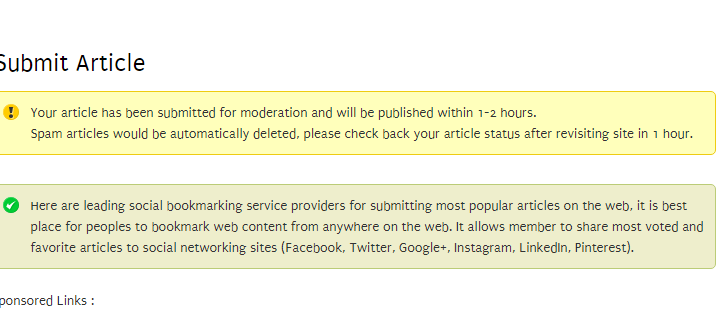 Submit Article
Your article has been submitted for moderation and will be published within 1-2 hours.
Spam articles would be automatically deleted, please check back your article status after revisiting site in 1 hour.
Here are leading social bookmarking service providers for submitting most popular articles on the web, it is best
place for peoples to bookmark web content from anywhere on the web. It allows member to share most voted and
favorite articles to social networking sites (Facebook, Twitter, Google+, Instagram, LinkedIn, Pinterest).
ponsored Links :